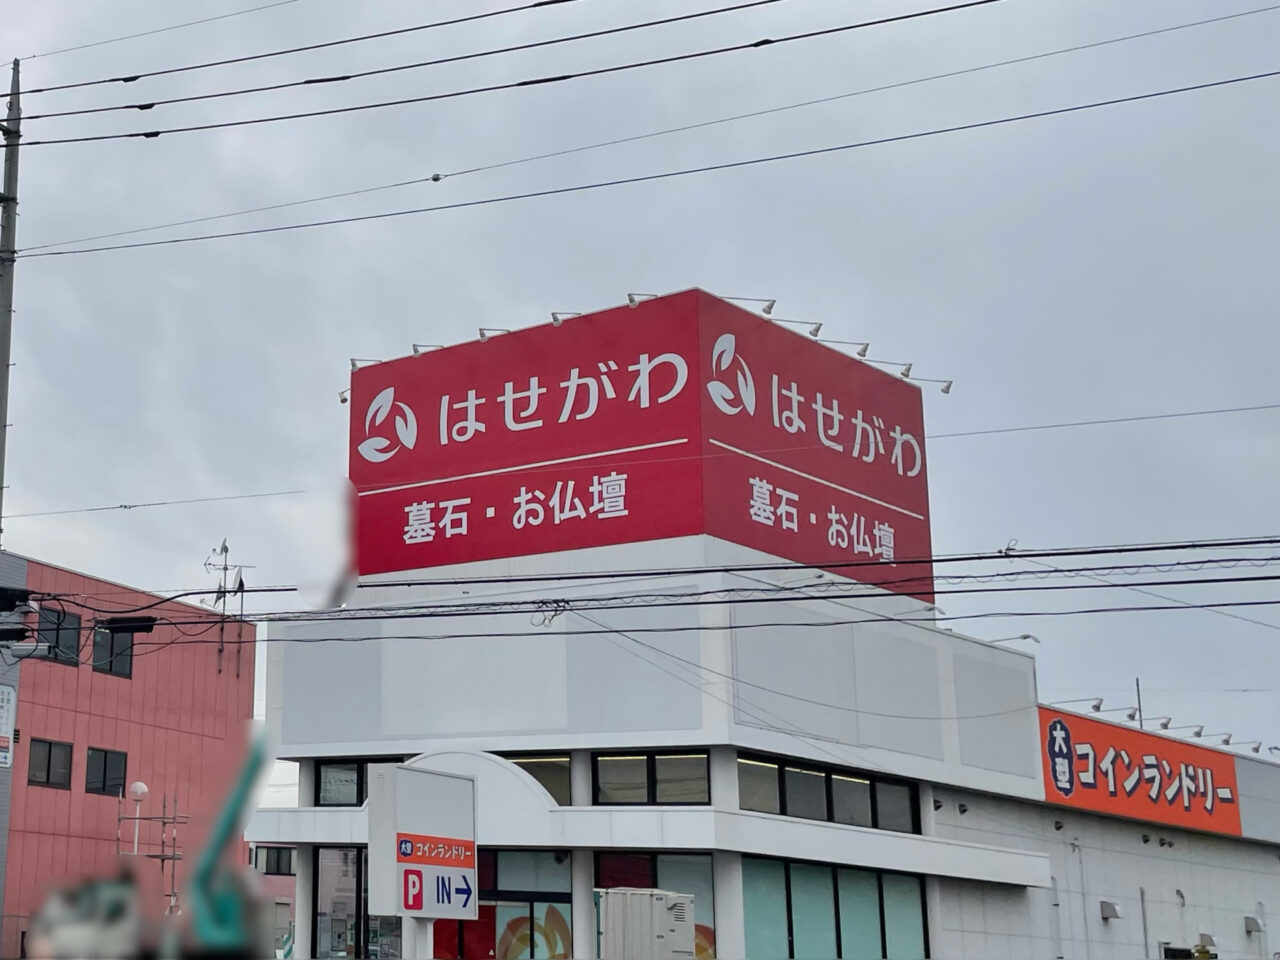 はせがわ
墓石・お仏壇
はせがわ
墓石・お仏壇
大型 コインランドリー
大型 コインランドリー
P IN→